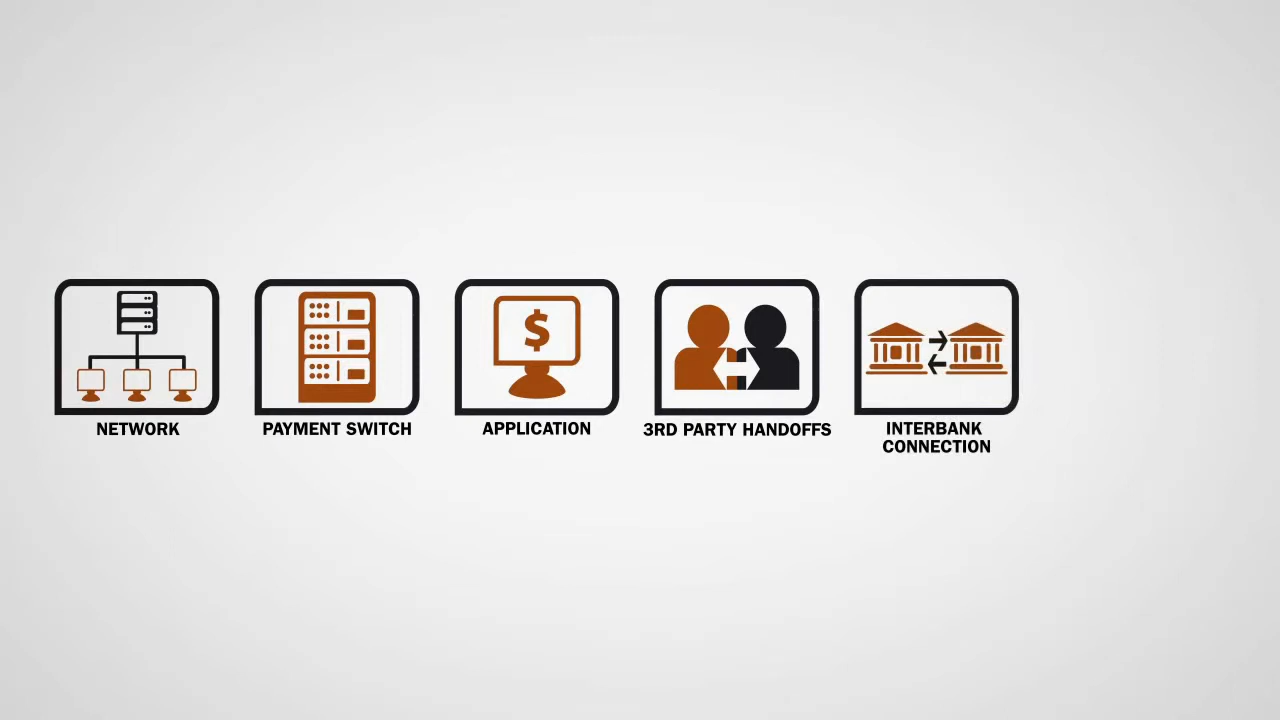 NETWORK
PAYMENT SWITCH
$
APPLICATION
3RD PARTY HANDOFFS
INTERBANK
CONNECTION